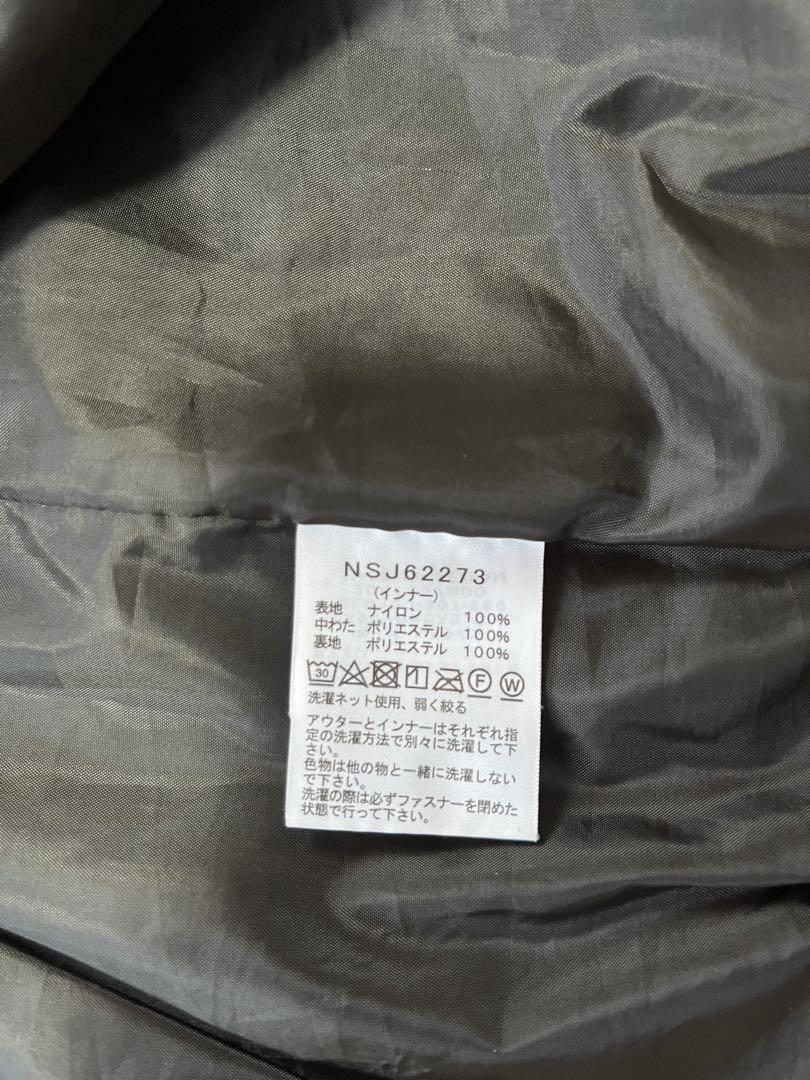 NSJ62273
(インナー)
表地 ナイロン 100%
中わた ポリエステル 100%
裏地 ポリエステル 100%
30 F W
洗濯ネット使用、弱く絞る
アウターとインナーはそれぞれ指
定の洗濯方法で別々に洗濯して下
さい。
色物は他の物と一緒に洗濯しない
で下さい。
洗濯の際は必ずファスナーを閉めた
状態で行って下さい。